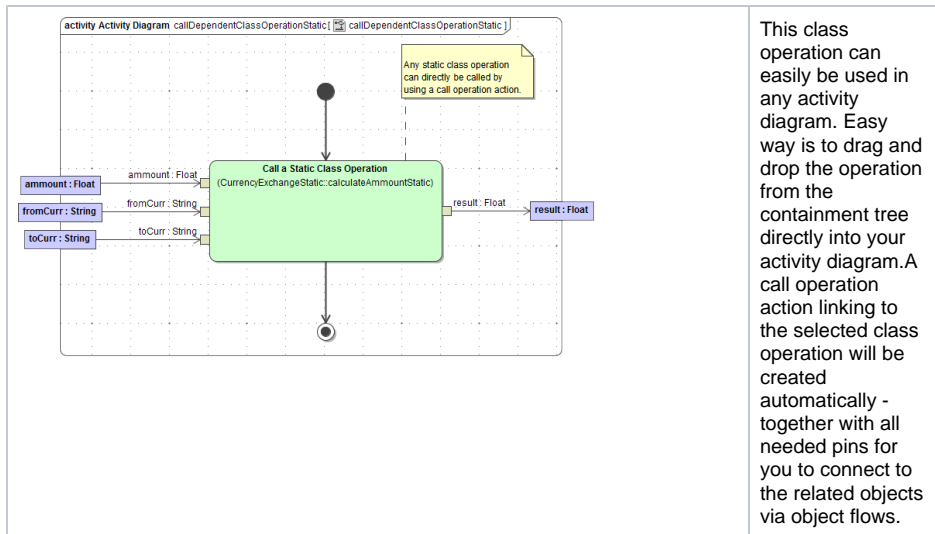 activity Activity Diagram callDependentClassOperationStatic [ callDependentClassOperationStatic ]
Any static class operation
can directly be called by
using a call operation action.
Call a Static Class Operation
(CurrencyExchangeStatic::calculateAmmountStatic)
ammount : Float
ammount : Float
fromCurr : String
fromCurr : String
toCurr : String
toCurr : String
result : Float
result : Float
This class
operation can
easily be used in
any activity
diagram. Easy
way is to drag and
drop the operation
from the
containment tree
directly into your
activity diagram.A
call operation
action linking to
the selected class
operation will be
created
automatically -
together with all
needed pins for
you to connect to
the related objects
via object flows.